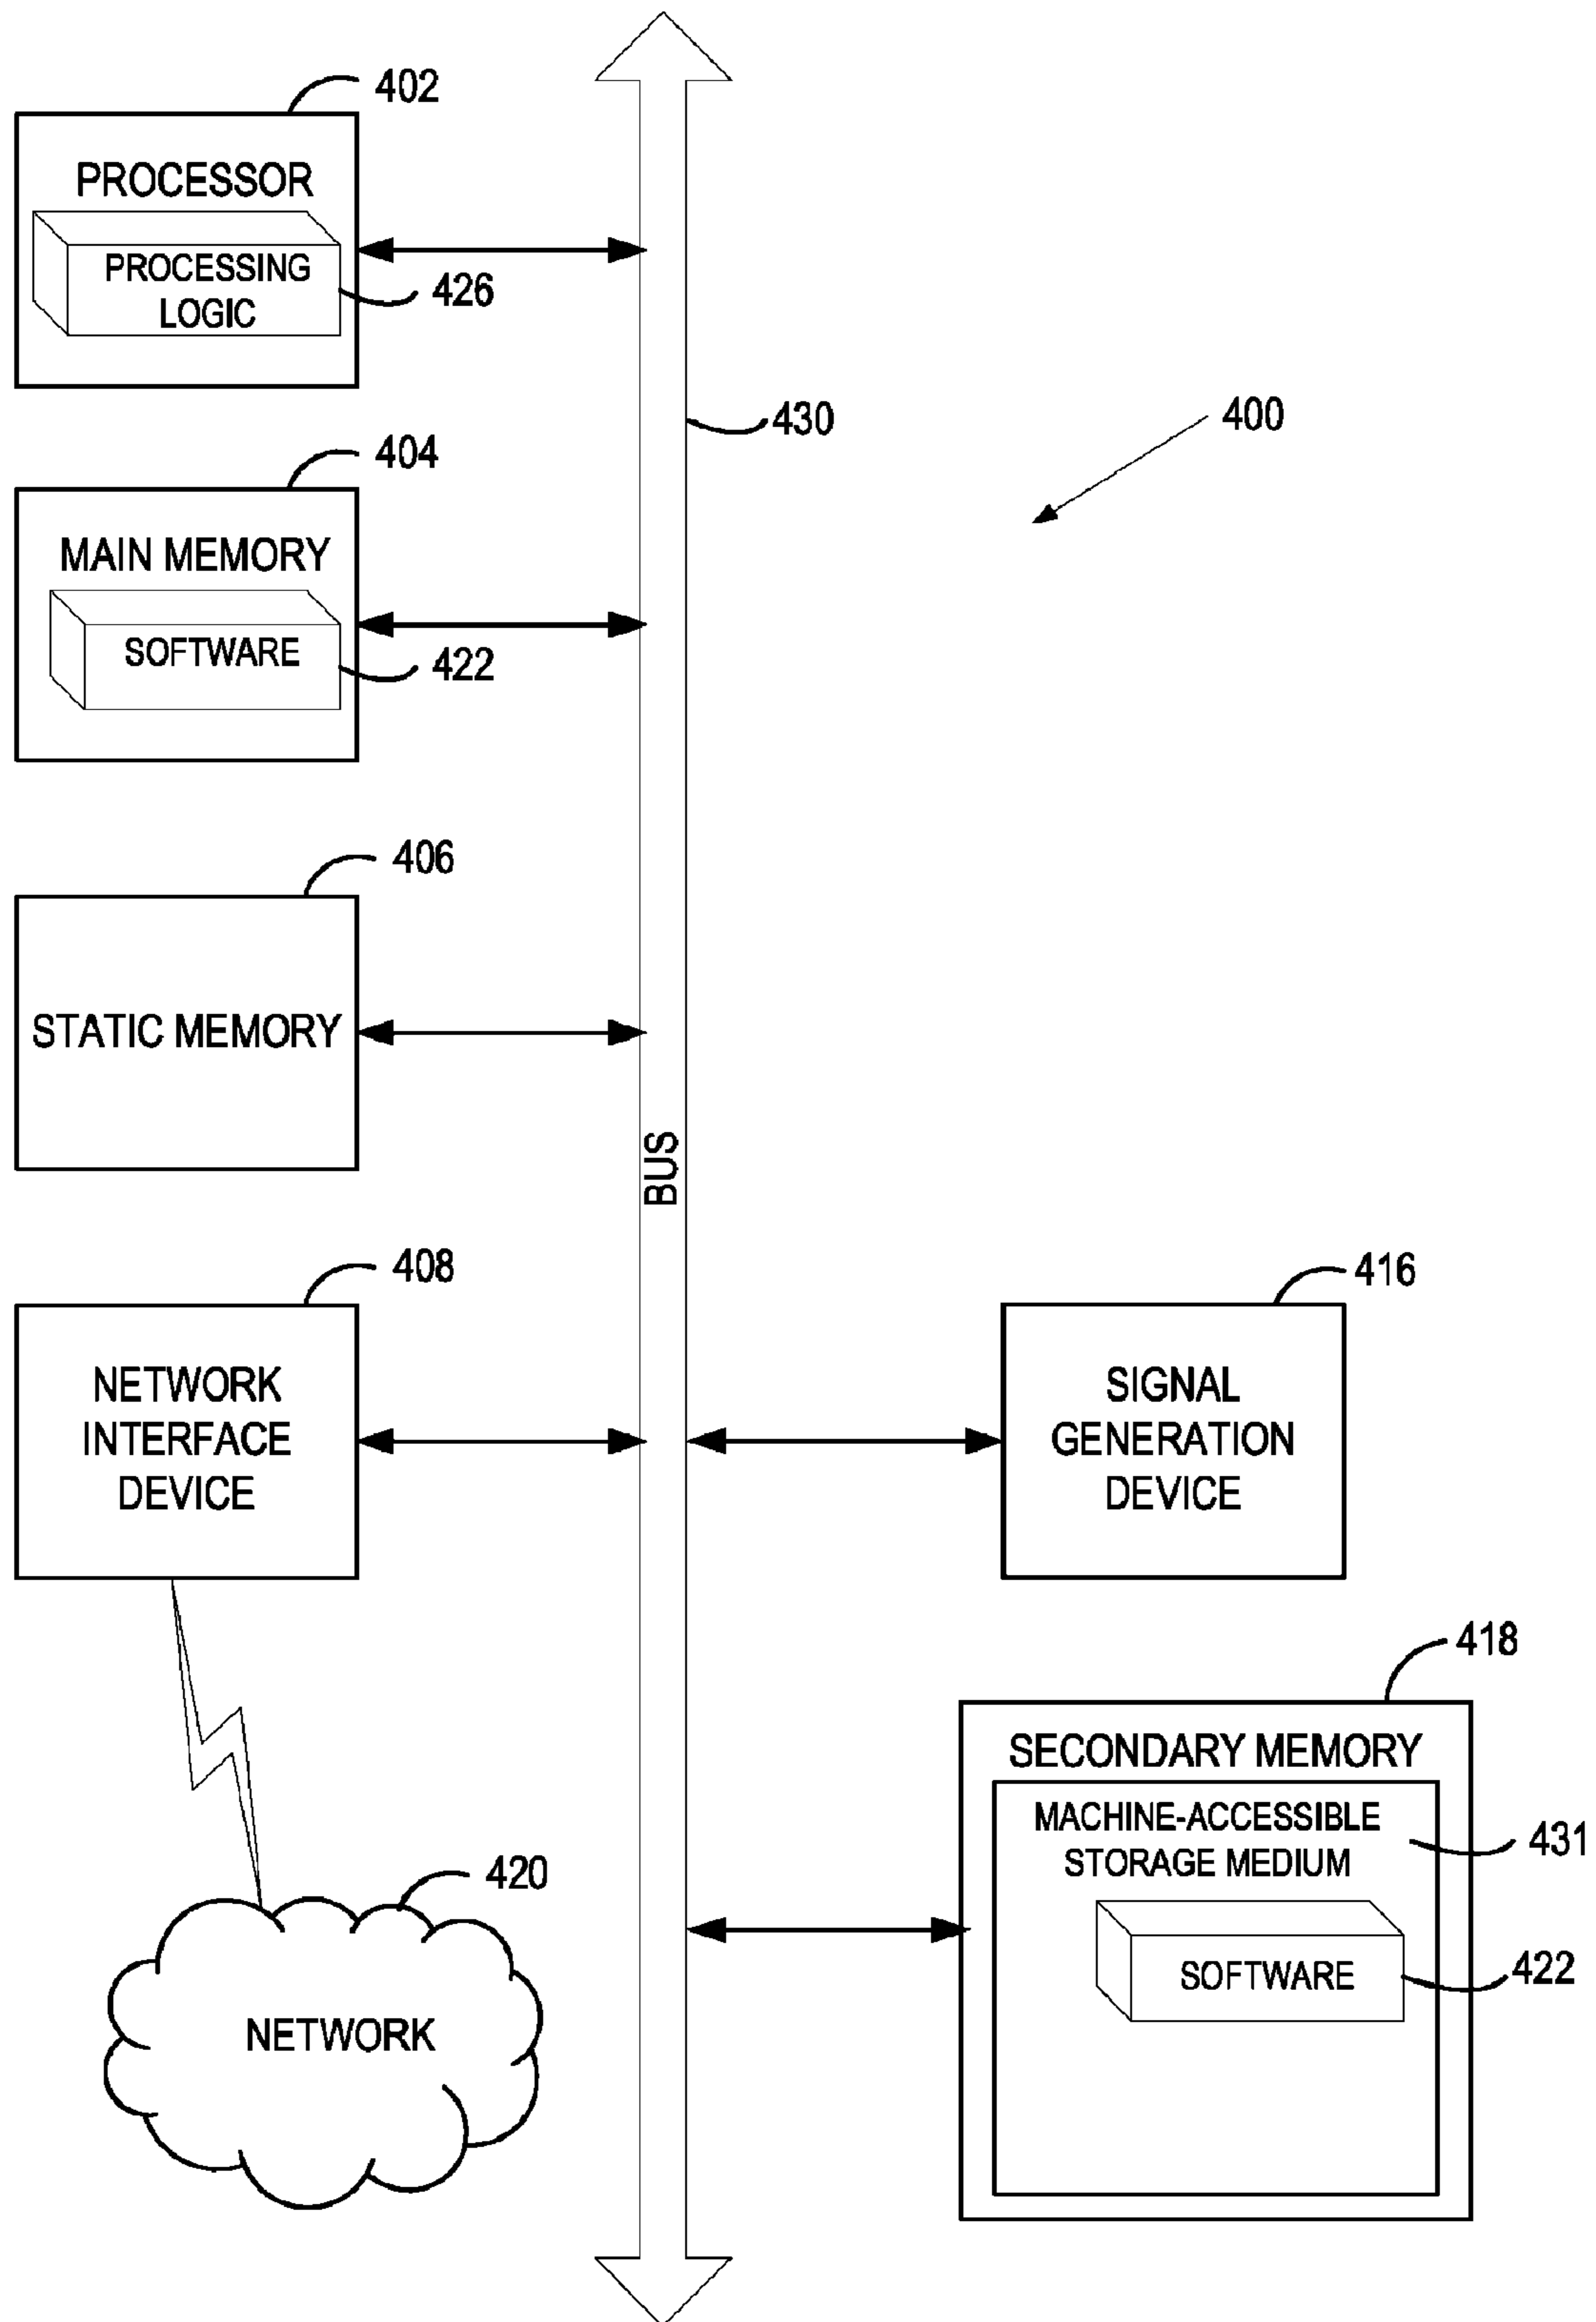 402
PROCESSOR
PROCESSING
LOGIC
426
430
400
404
MAIN MEMORY
SOFTWARE
422
406
STATIC MEMORY
BUS
408
NETWORK
INTERFACE
DEVICE
416
SIGNAL
GENERATION
DEVICE
418
SECONDARY MEMORY
MACHINE-ACCESSIBLE
STORAGE MEDIUM
431
SOFTWARE
422
420
NETWORK